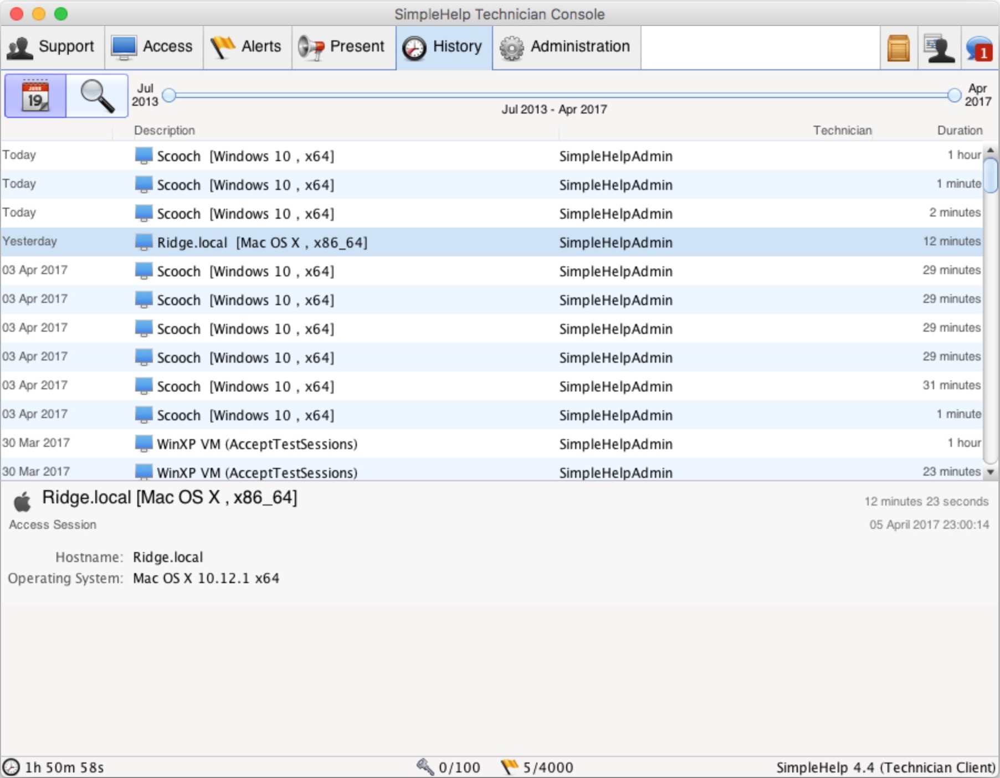 SimpleHelp Technician Console
Support Access Alerts Present History Administration 1
JUNE
19
Jul
2013
Apr
2017
Jul 2013 - Apr 2017
Description Technician Duration
Today Scooch [Windows 10 , x64] SimpleHelpAdmin 1 hour
Today Scooch [Windows 10 , x64] SimpleHelpAdmin 1 minute
Today Scooch [Windows 10 , x64] SimpleHelpAdmin 2 minutes
Yesterday Ridge.local [Mac OS X , x86_64] SimpleHelpAdmin 12 minutes
03 Apr 2017 Scooch [Windows 10 , x64] SimpleHelpAdmin 29 minutes
03 Apr 2017 Scooch [Windows 10 , x64] SimpleHelpAdmin 29 minutes
03 Apr 2017 Scooch [Windows 10 , x64] SimpleHelpAdmin 29 minutes
03 Apr 2017 Scooch [Windows 10 , x64] SimpleHelpAdmin 29 minutes
03 Apr 2017 Scooch [Windows 10 , x64] SimpleHelpAdmin 31 minutes
03 Apr 2017 Scooch [Windows 10 , x64] SimpleHelpAdmin 1 minute
30 Mar 2017 WinXP VM (AcceptTestSessions) SimpleHelpAdmin 1 hour
30 Mar 2017 WinXP VM (AcceptTestSessions) SimpleHelpAdmin 23 minutes
Ridge.local [Mac OS X , x86_64] 12 minutes 23 seconds
Access Session 05 April 2017 23:00:14
Hostname: Ridge.local
Operating System: Mac OS X 10.12.1 x64
1h 50m 58s 0/100 5/4000 SimpleHelp 4.4 (Technician Client)